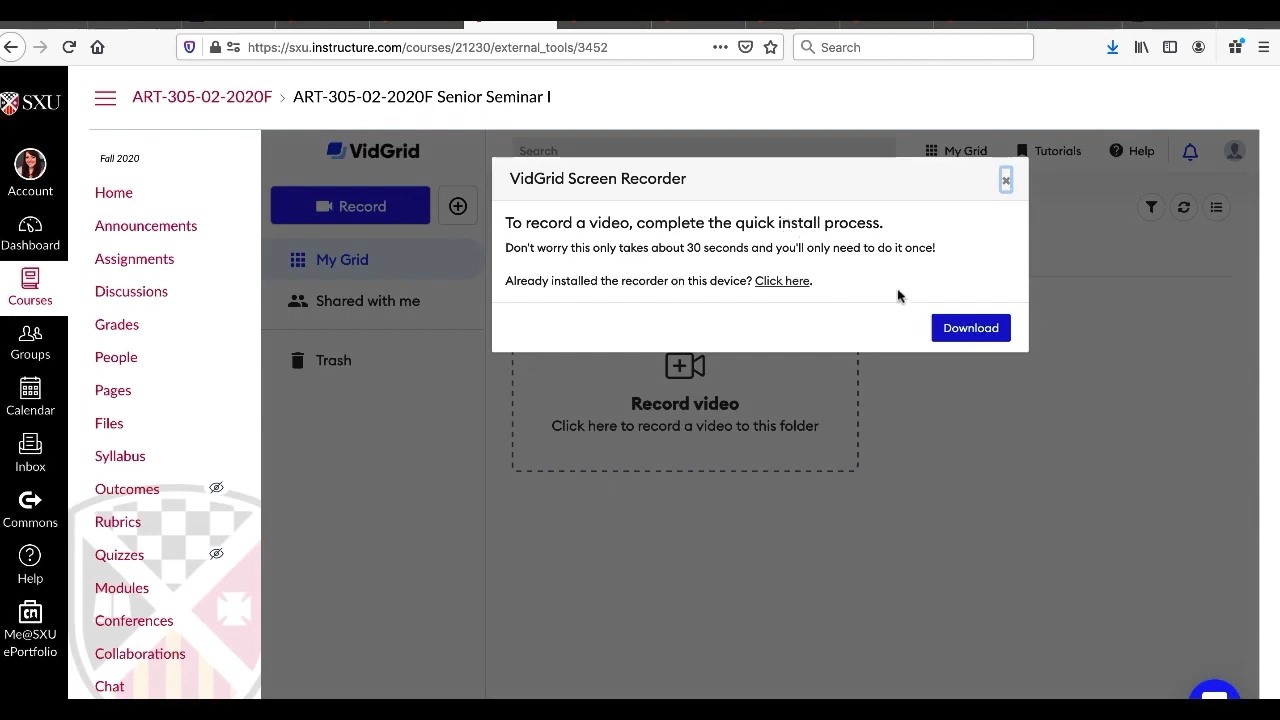 https://sxu.instructure.com/courses/21230/external_tools/3452
Search
SXU
ART-305-02-2020F › ART-305-02-2020F Senior Seminar I
Account
Dashboard
Courses
Groups
Calendar
Inbox
Commons
Help
Me@SXU
ePortfolio
Fall 2020
Home
Announcements
Assignments
Discussions
Grades
People
Pages
Files
Syllabus
Outcomes
Rubrics
Quizzes
Modules
Conferences
Collaborations
Chat
VidGrid
Record
My Grid
Shared with me
Trash
Search
My Grid
Tutorials
Help
VidGrid Screen Recorder
To record a video, complete the quick install process.
Don't worry this only takes about 30 seconds and you'll only need to do it once!
Already installed the recorder on this device? Click here.
Download
Record video
Click here to record a video to this folder